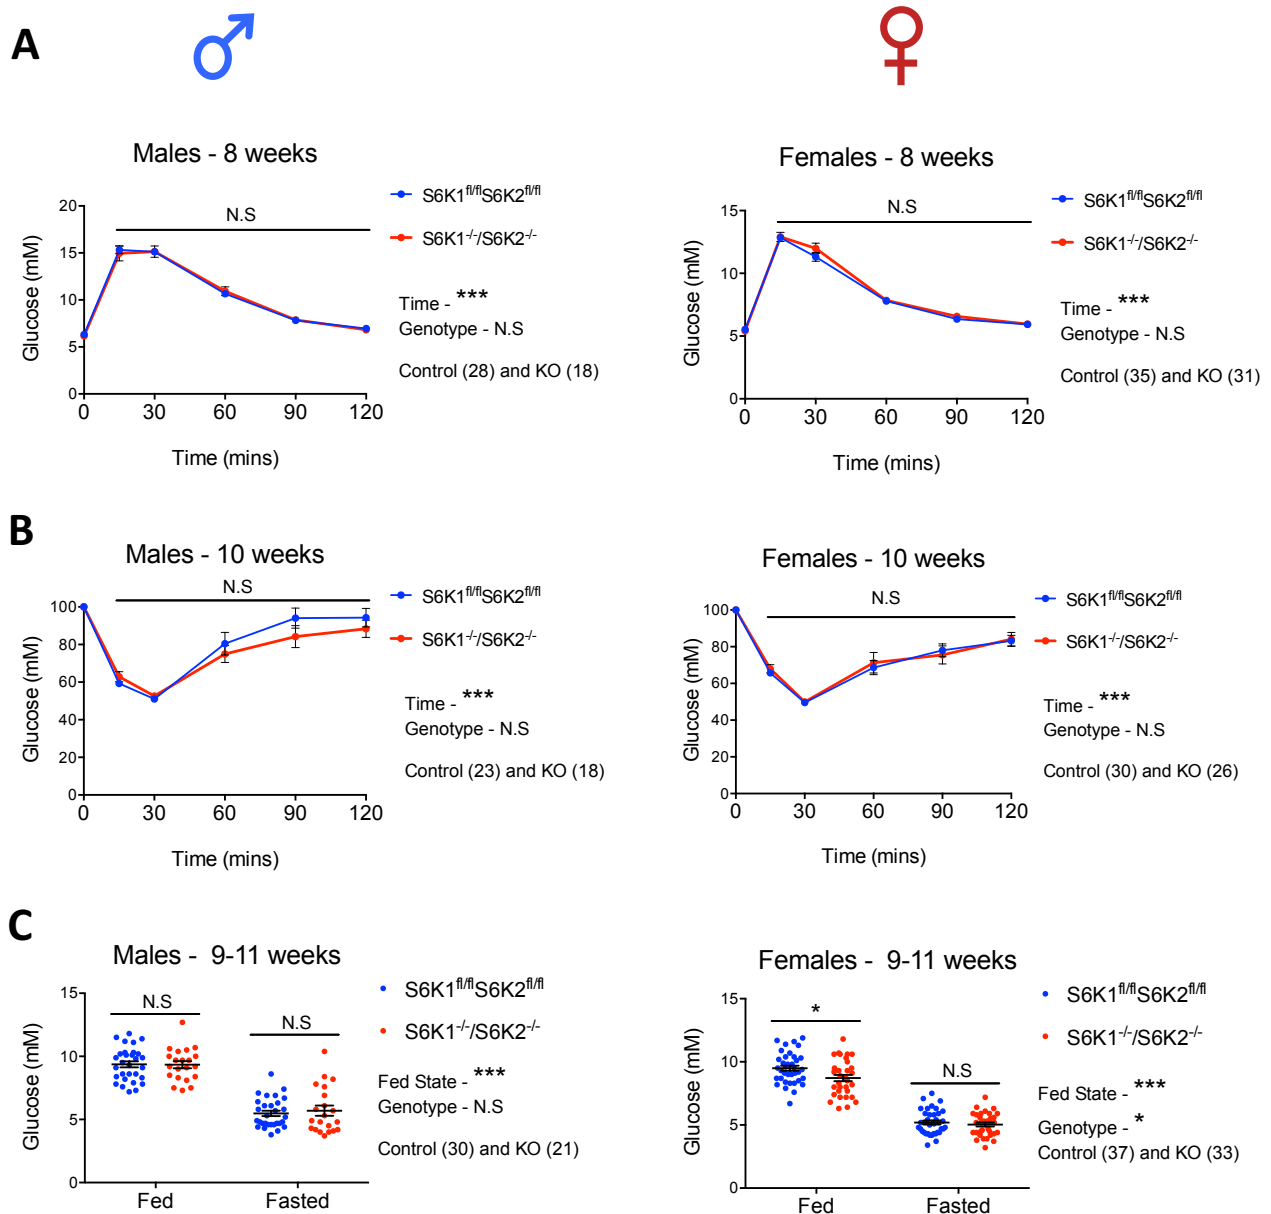 A
Males - 8 weeks
N.S
S6K1fl/flS6K2fl/fl
S6K1-/-/S6K2-/-
Time - ***
Genotype - N.S
Control (28) and KO (18)
Glucose (mM)
20
15
10
5
0
0 30 60 90 120
Time (mins)
Females - 8 weeks
N.S
S6K1fl/flS6K2fl/fl
S6K1-/-/S6K2-/-
Time - ***
Genotype - N.S
Control (35) and KO (31)
Glucose (mM)
15
10
5
0
0 30 60 90 120
Time (mins)
B
Males - 10 weeks
N.S
S6K1fl/flS6K2fl/fl
S6K1-/-/S6K2-/-
Time - ***
Genotype - N.S
Control (23) and KO (18)
Glucose (mM)
100
80
60
40
20
0
0 30 60 90 120
Time (mins)
Females - 10 weeks
N.S
S6K1fl/flS6K2fl/fl
S6K1-/-/S6K2-/-
Time - ***
Genotype - N.S
Control (30) and KO (26)
Glucose (mM)
100
80
60
40
20
0
0 30 60 90 120
Time (mins)
C
Males - 9-11 weeks
N.S
N.S
S6K1fl/flS6K2fl/fl
S6K1-/-/S6K2-/-
Fed State - ***
Genotype - N.S
Control (30) and KO (21)
Glucose (mM)
15
10
5
0
Fed Fasted
Females - 9-11 weeks
*
N.S
S6K1fl/flS6K2fl/fl
S6K1-/-/S6K2-/-
Fed State - ***
Genotype - *
Control (37) and KO (33)
Glucose (mM)
15
10
5
0
Fed Fasted